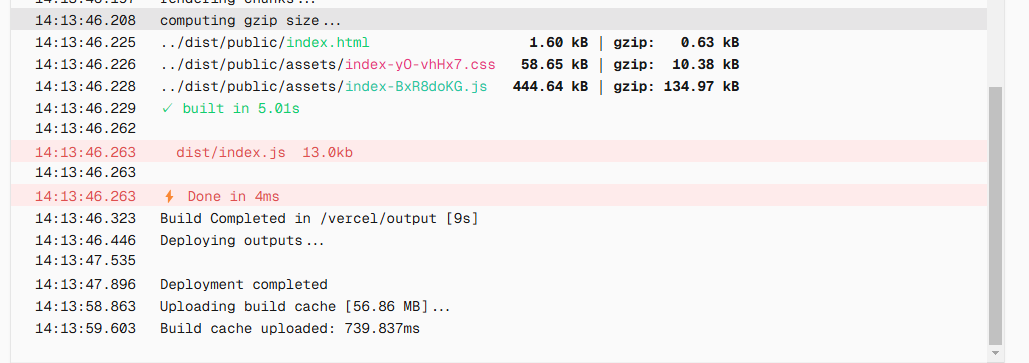 14:13:46.197 rendering chunks...
14:13:46.208 computing gzip size...
14:13:46.225 ../dist/public/index.html 1.60 kB | gzip: 0.63 kB
14:13:46.226 ../dist/public/assets/index-yO-vhHx7.css 58.65 kB | gzip: 10.38 kB
14:13:46.228 ../dist/public/assets/index-BxR8doKG.js 444.64 kB | gzip: 134.97 kB
14:13:46.229 ✓ built in 5.01s
14:13:46.262
14:13:46.263 dist/index.js 13.0kb
14:13:46.263
14:13:46.263 ⚡ Done in 4ms
14:13:46.323 Build Completed in /vercel/output [9s]
14:13:46.446 Deploying outputs...
14:13:47.535
14:13:47.896 Deployment completed
14:13:58.863 Uploading build cache [56.86 MB]...
14:13:59.603 Build cache uploaded: 739.837ms